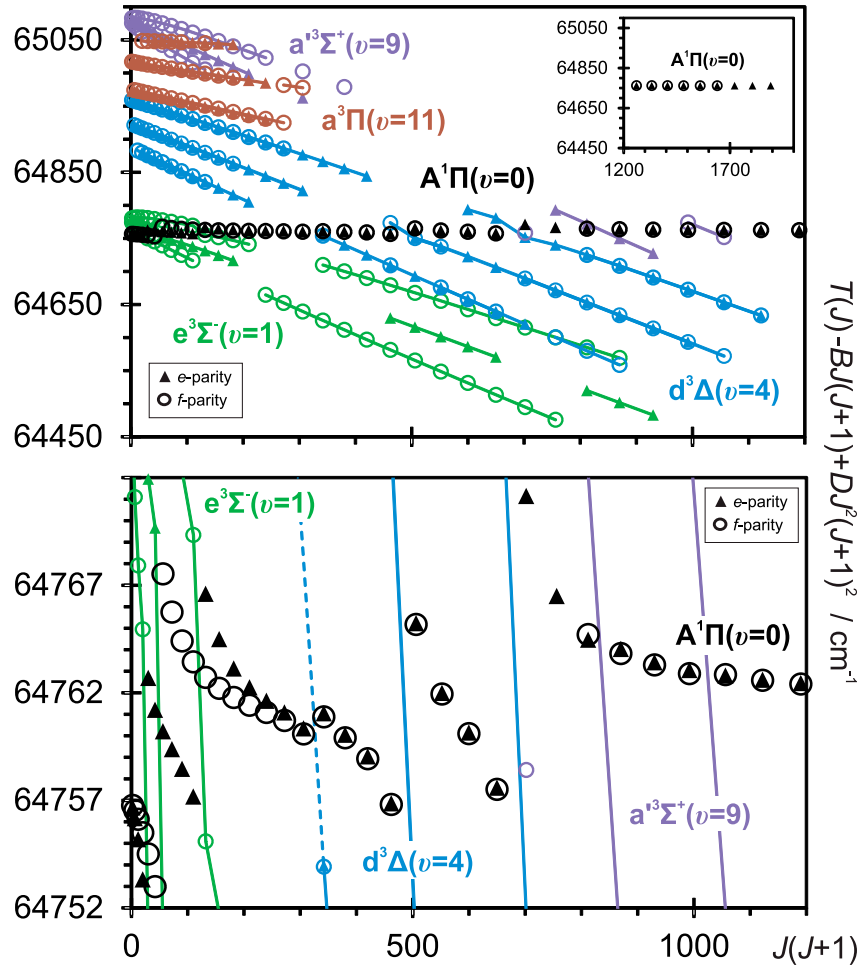 65050
64850
64650
64450
a'³Σ⁺(υ=9)
a³Π(υ=11)
A¹Π(υ=0)
e³Σ⁻(υ=1)
d³Δ(υ=4)
▲ e-parity
○ f-parity
65050
64750
64450
A¹Π(υ=0)
1200 1700
T(J)-BJ(J+1)+DJ²(J+1)² / cm⁻¹
64767
64762
64757
64752
e³Σ⁻(υ=1)
▲ e-parity
○ f-parity
A¹Π(υ=0)
d³Δ(υ=4)
a'³Σ⁺(υ=9)
0 500 1000 J(J+1)